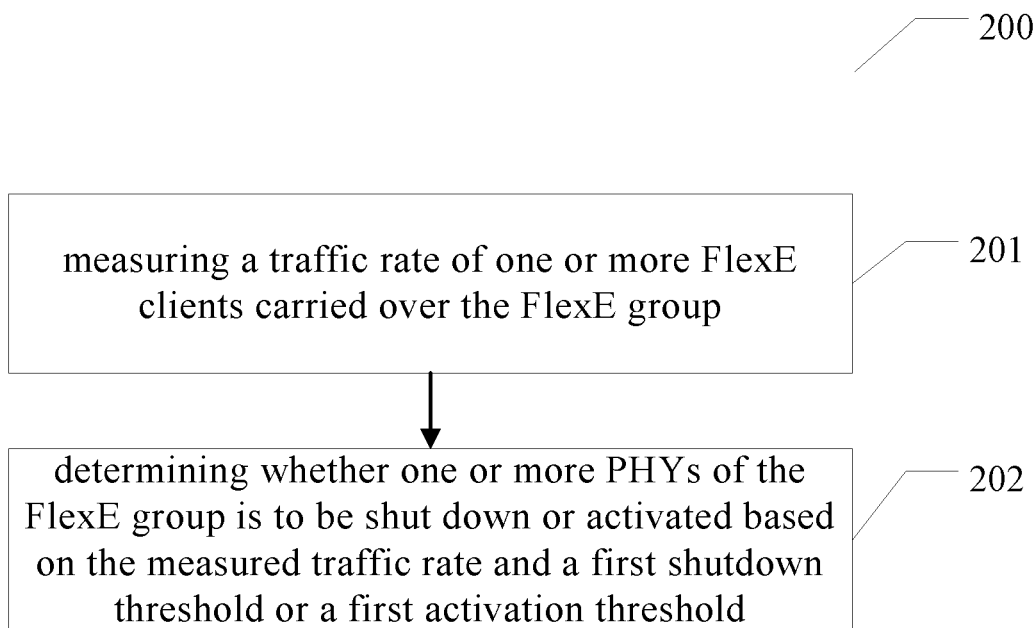 200
measuring a traffic rate of one or more FlexE
clients carried over the FlexE group
201
determining whether one or more PHYs of the
FlexE group is to be shut down or activated based
on the measured traffic rate and a first shutdown
threshold or a first activation threshold
202